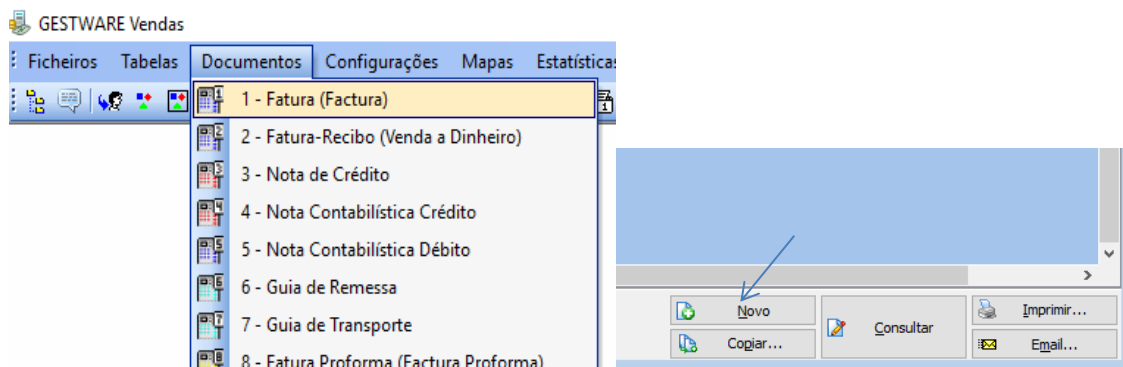 GESTWARE Vendas
Ficheiros Tabelas Documentos Configurações Mapas Estatísticas
1 - Fatura (Factura)
2 - Fatura-Recibo (Venda a Dinheiro)
3 - Nota de Crédito
4 - Nota Contabilística Crédito
5 - Nota Contabilística Débito
6 - Guia de Remessa
7 - Guia de Transporte
8 - Fatura Proforma (Factura Proforma)
Novo
Copiar...
Consultar
Imprimir...
Email...